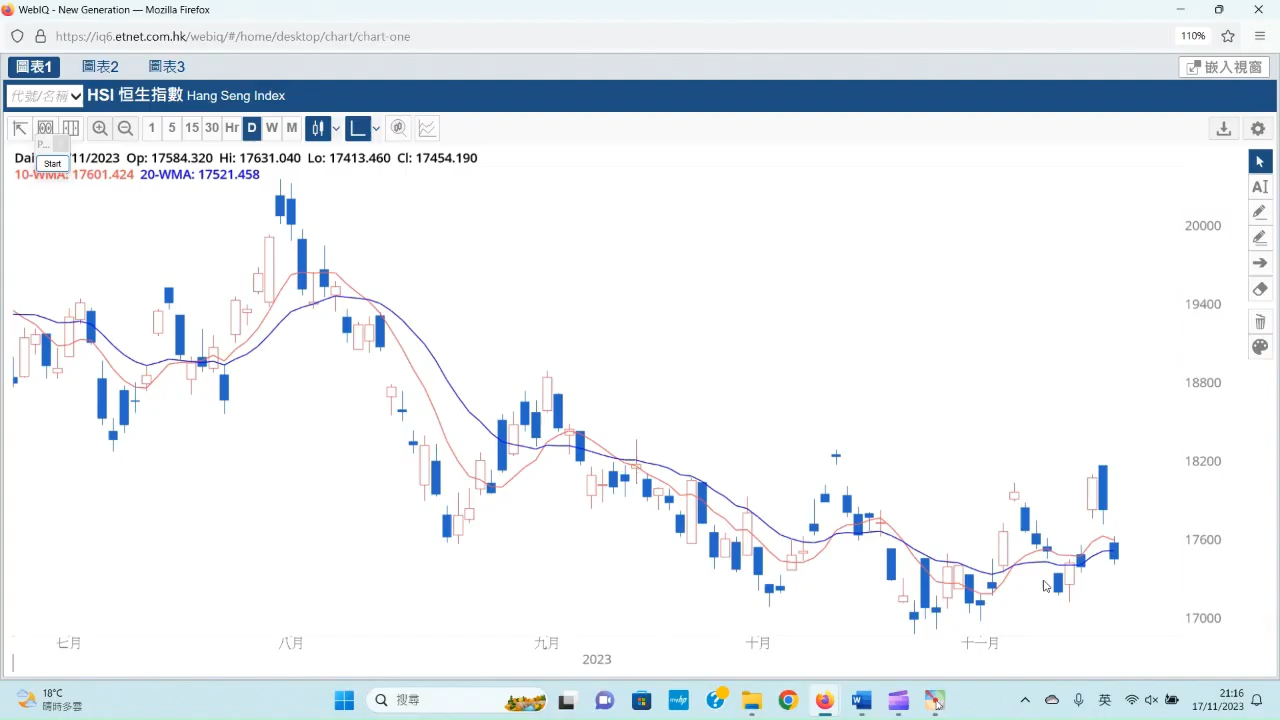 WebIQ - New Generation — Mozilla Firefox
https://iq6.etnet.com.hk/webiq/#/home/desktop/chart/chart-one
110%
圖表1 圖表2 圖表3
嵌入視窗
代號/名稱 HSI 恒生指數 Hang Seng Index
1 5 15 30 Hr D W M
P...
Start
Dai 11/2023 Op: 17584.320 Hi: 17631.040 Lo: 17413.460 Cl: 17454.190
10-WMA: 17601.424 20-WMA: 17521.458
AI
20000
19400
18800
18200
17600
17000
七月 八月 九月 十月 十一月
2023
18°C
晴時多雲
搜尋
myhp
英
21:16
17/11/2023